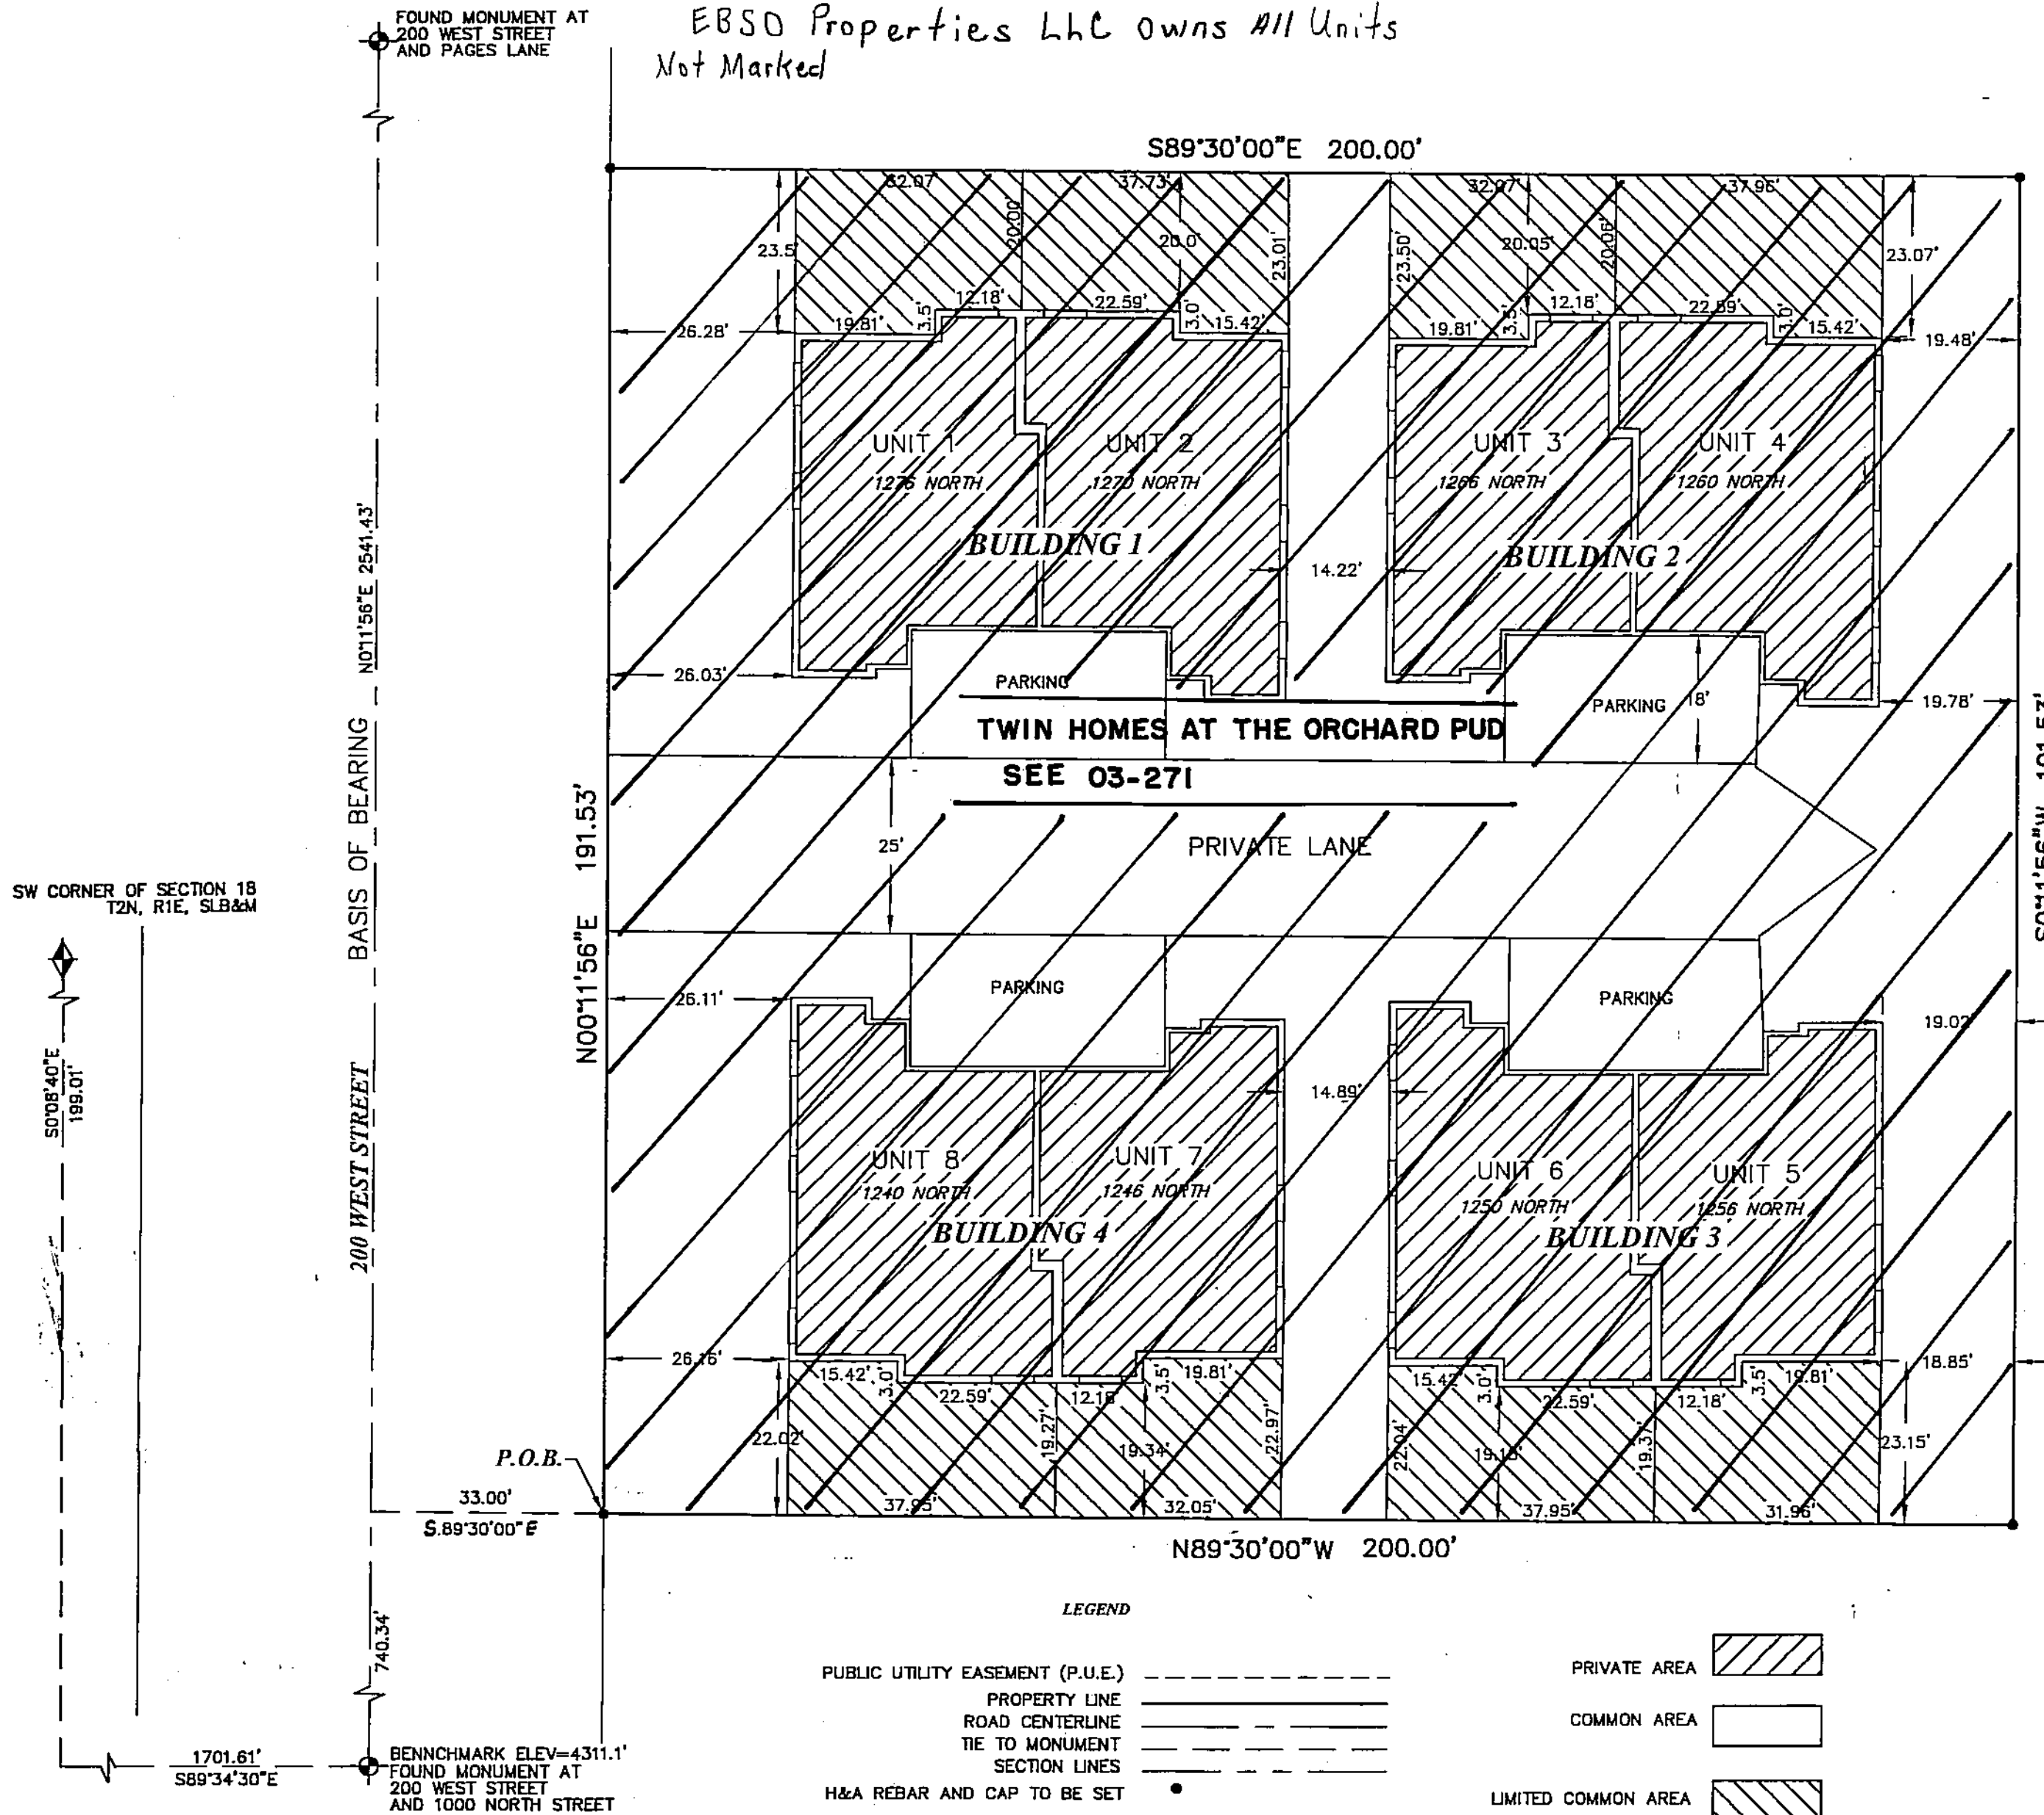 FOUND MONUMENT AT
200 WEST STREET
AND PAGES LANE
EBSO Properties LLC owns All Units
Not Marked
S89°30'00"E 200.00'
32.07' 37.73' 32.07' 37.96'
23.5' 20.00' 20.0' 23.01' 23.50' 20.05' 20.06' 23.07'
12.18' 22.59' 12.18' 22.59'
26.28' 19.81' 3.5' 3.0' 15.42' 19.81' 3.5' 3.0' 15.42' 19.48'
UNIT 1 UNIT 2 UNIT 3 UNIT 4
1276 NORTH 1270 NORTH 1266 NORTH 1260 NORTH
BUILDING 1 BUILDING 2
14.22'
26.03' PARKING PARKING 18' 19.78'
TWIN HOMES AT THE ORCHARD PUD
SEE 03-271
25' PRIVATE LANE
N00°11'56"E 191.53'
BASIS OF BEARING N0°11'56"E 2541.43'
200 WEST STREET
SW CORNER OF SECTION 18
T2N, R1E, SLB&M
S0°08'40"E
199.01'
26.11' PARKING PARKING 19.02'
14.89'
UNIT 8 UNIT 7 UNIT 6 UNIT 5
1240 NORTH 1246 NORTH 1250 NORTH 1256 NORTH
BUILDING 4 BUILDING 3
26.16' 18.85'
15.42' 3.0' 3.5' 19.81' 15.42' 3.0' 3.5' 19.81'
22.59' 12.18' 22.59' 12.18'
22.02' 19.27' 19.34' 22.97' 22.04' 19.37' 23.15'
37.95' 32.05' 37.95' 31.96'
P.O.B.
33.00'
S.89°30'00"E
N89°30'00"W 200.00'
740.34'
1701.61'
S89°34'30"E
BENNCHMARK ELEV=4311.1'
FOUND MONUMENT AT
200 WEST STREET
AND 1000 NORTH STREET
LEGEND
PUBLIC UTILITY EASEMENT (P.U.E.)
PROPERTY LINE
ROAD CENTERLINE
TIE TO MONUMENT
SECTION LINES
H&A REBAR AND CAP TO BE SET
PRIVATE AREA
COMMON AREA
LIMITED COMMON AREA